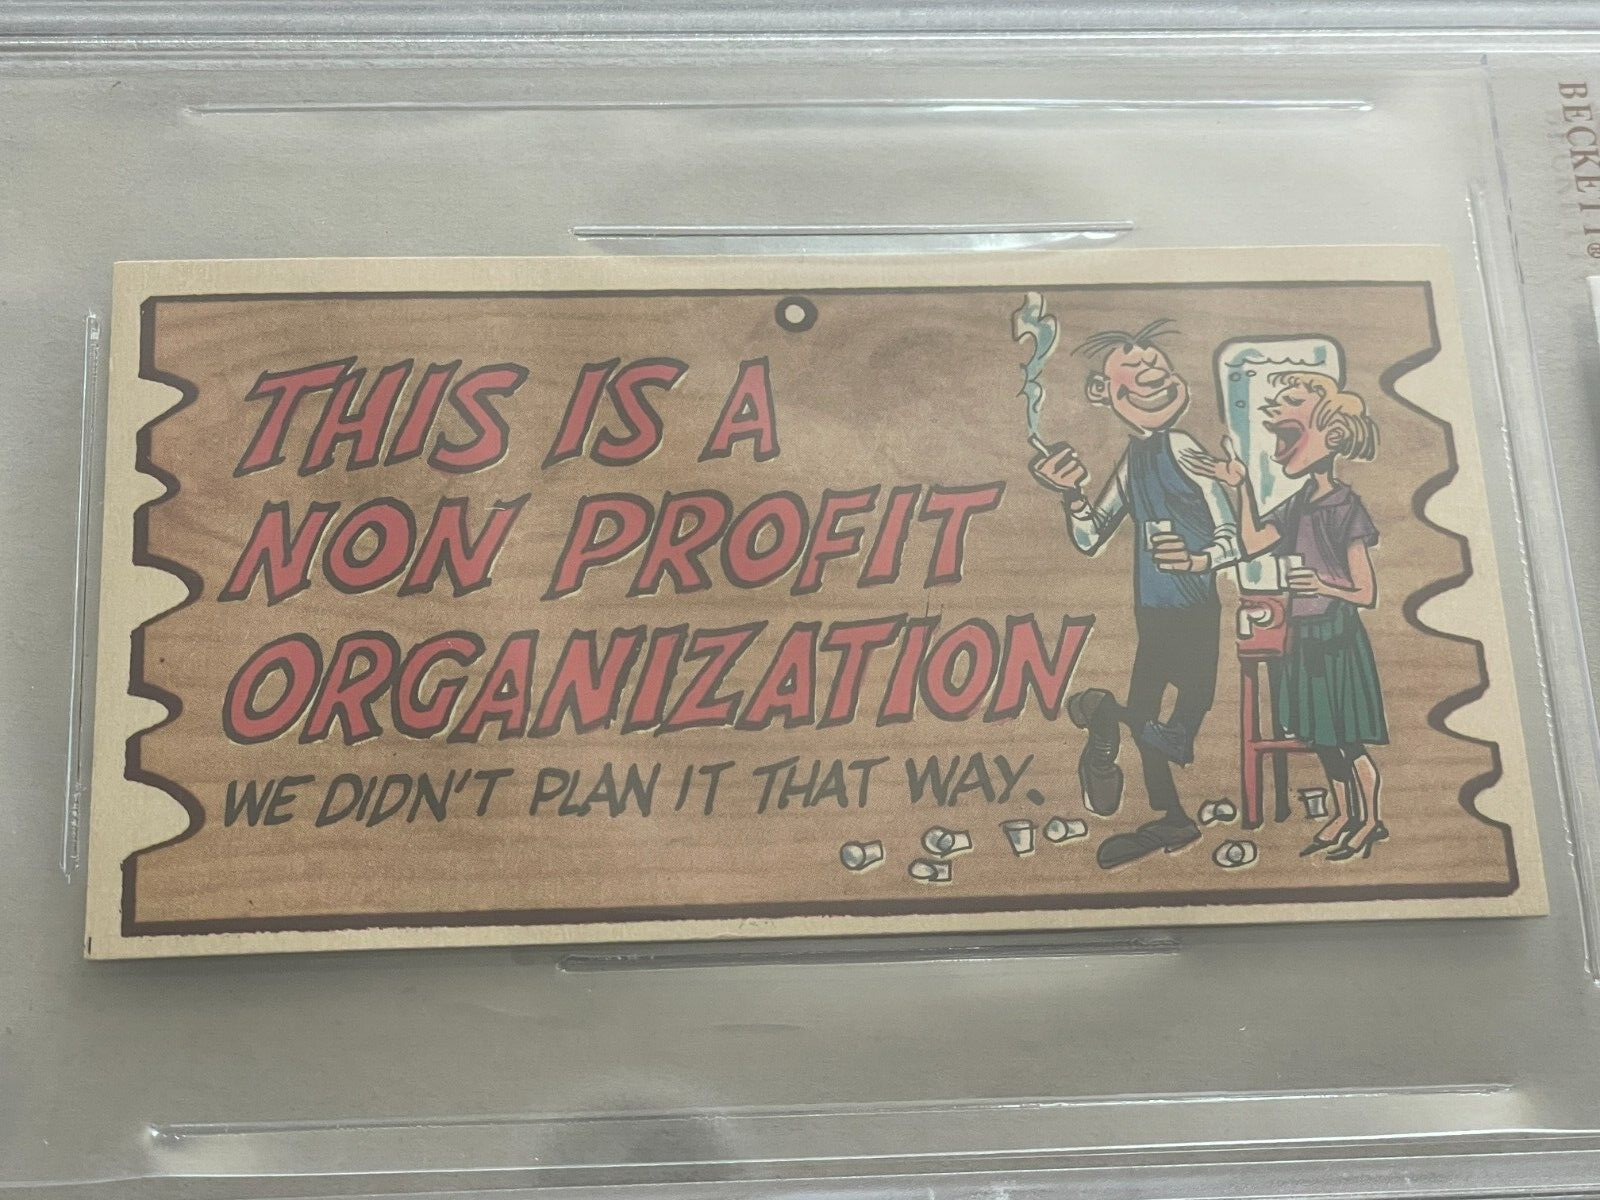 THIS IS A
NON PROFIT
ORGANIZATION
WE DIDN'T PLAN IT THAT WAY.
BECKETT®